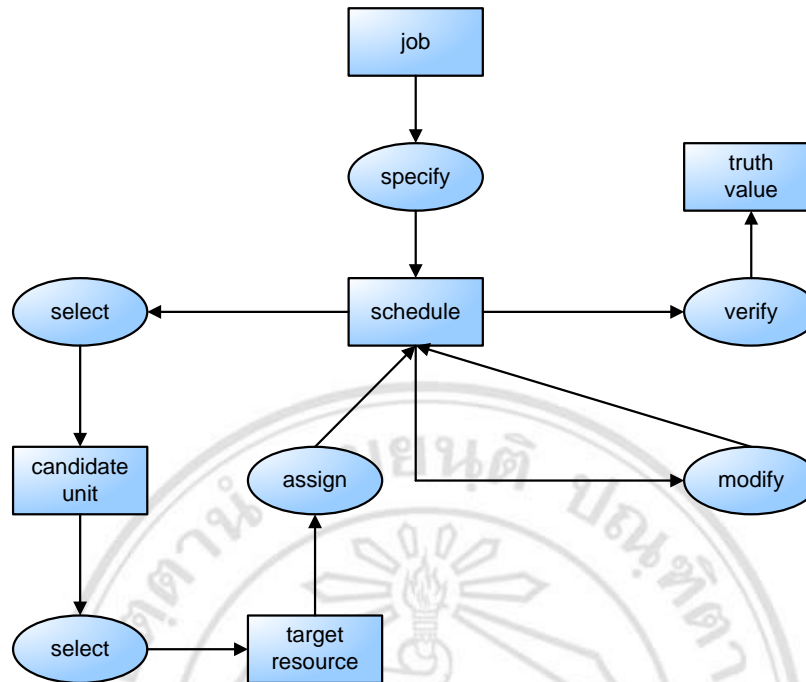 job
specify
truth
value
select
schedule
verify
candidate
unit
assign
modify
select
target
resource